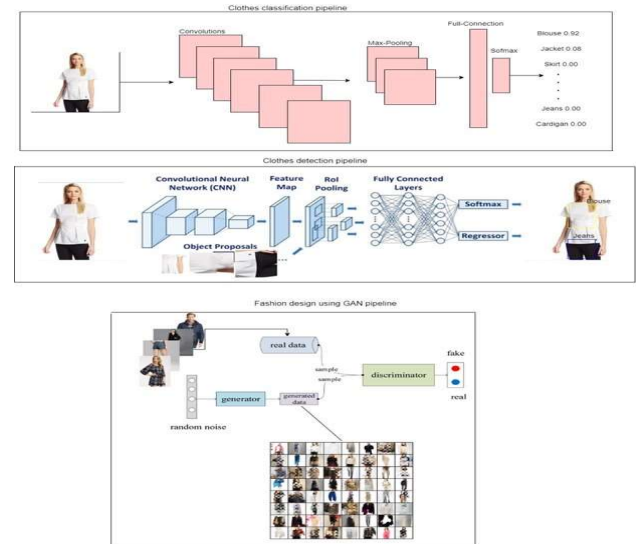 Clothes classification pipeline
Convolutions
Max-Pooling
Full-Connection
Sofmax
Blouse 0.92
Jacket 0.08
Skirt 0.00
Jeans 0.00
Cardigan 0.00
Clothes detection pipeline
Convolutional Neural
Network (CNN)
Feature
Map
RoI
Pooling
Fully Connected
Layers
Object Proposals
Softmax
Regressor
Blouse
Jeans
Fashion design using GAN pipeline
real data
sample
sample
generator
generated
data
discriminator
fake
real
random noise